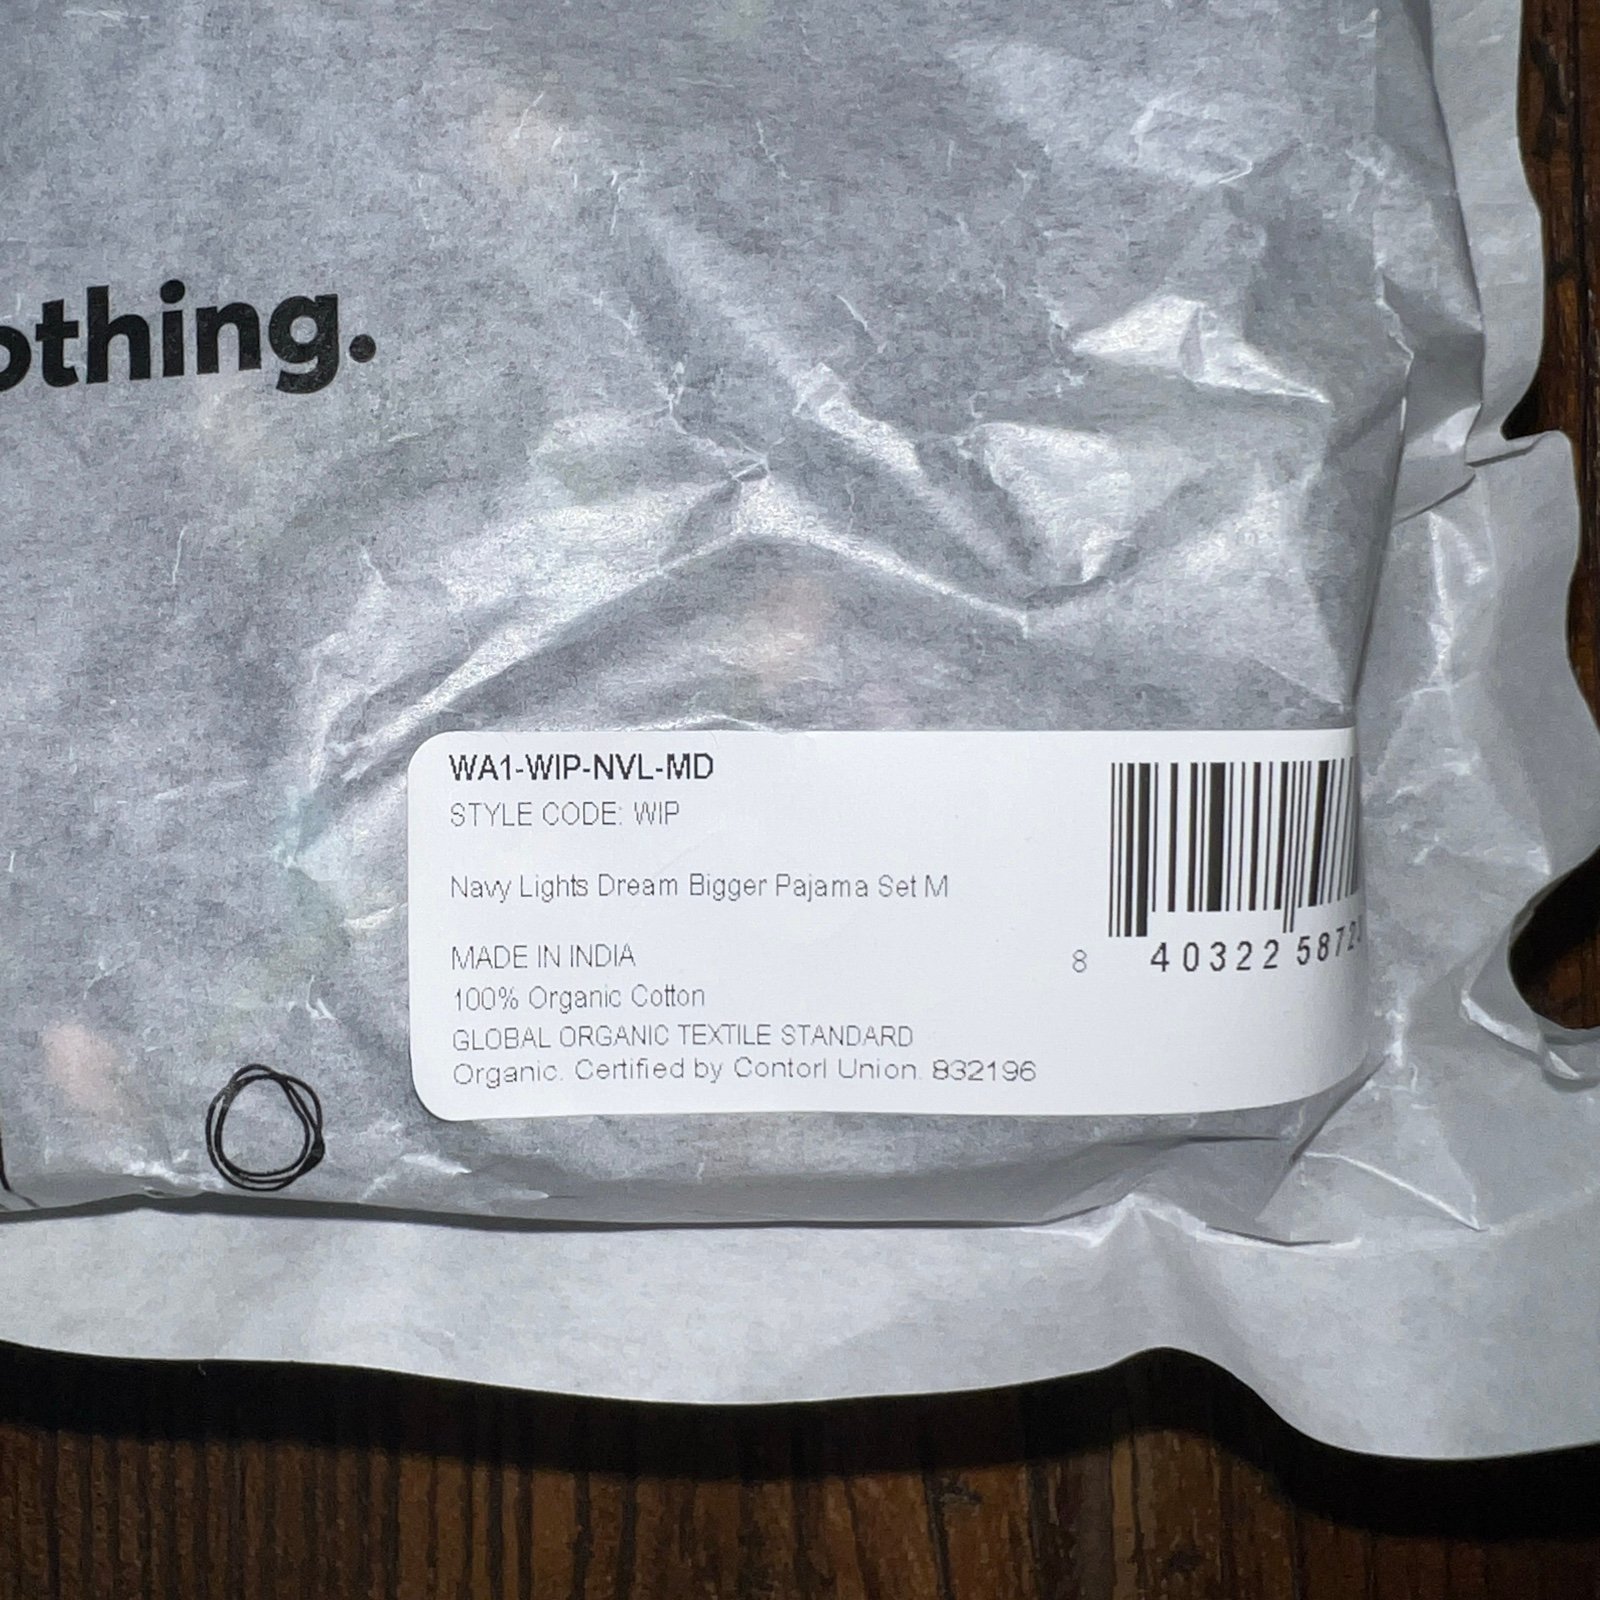 othing.
WA1-WIP-NVL-MD
STYLE CODE: WIP
Navy Lights Dream Bigger Pajama Set M
MADE IN INDIA
100% Organic Cotton
GLOBAL ORGANIC TEXTILE STANDARD
Organic. Certified by Contorl Union. 832196
8 40322 5872